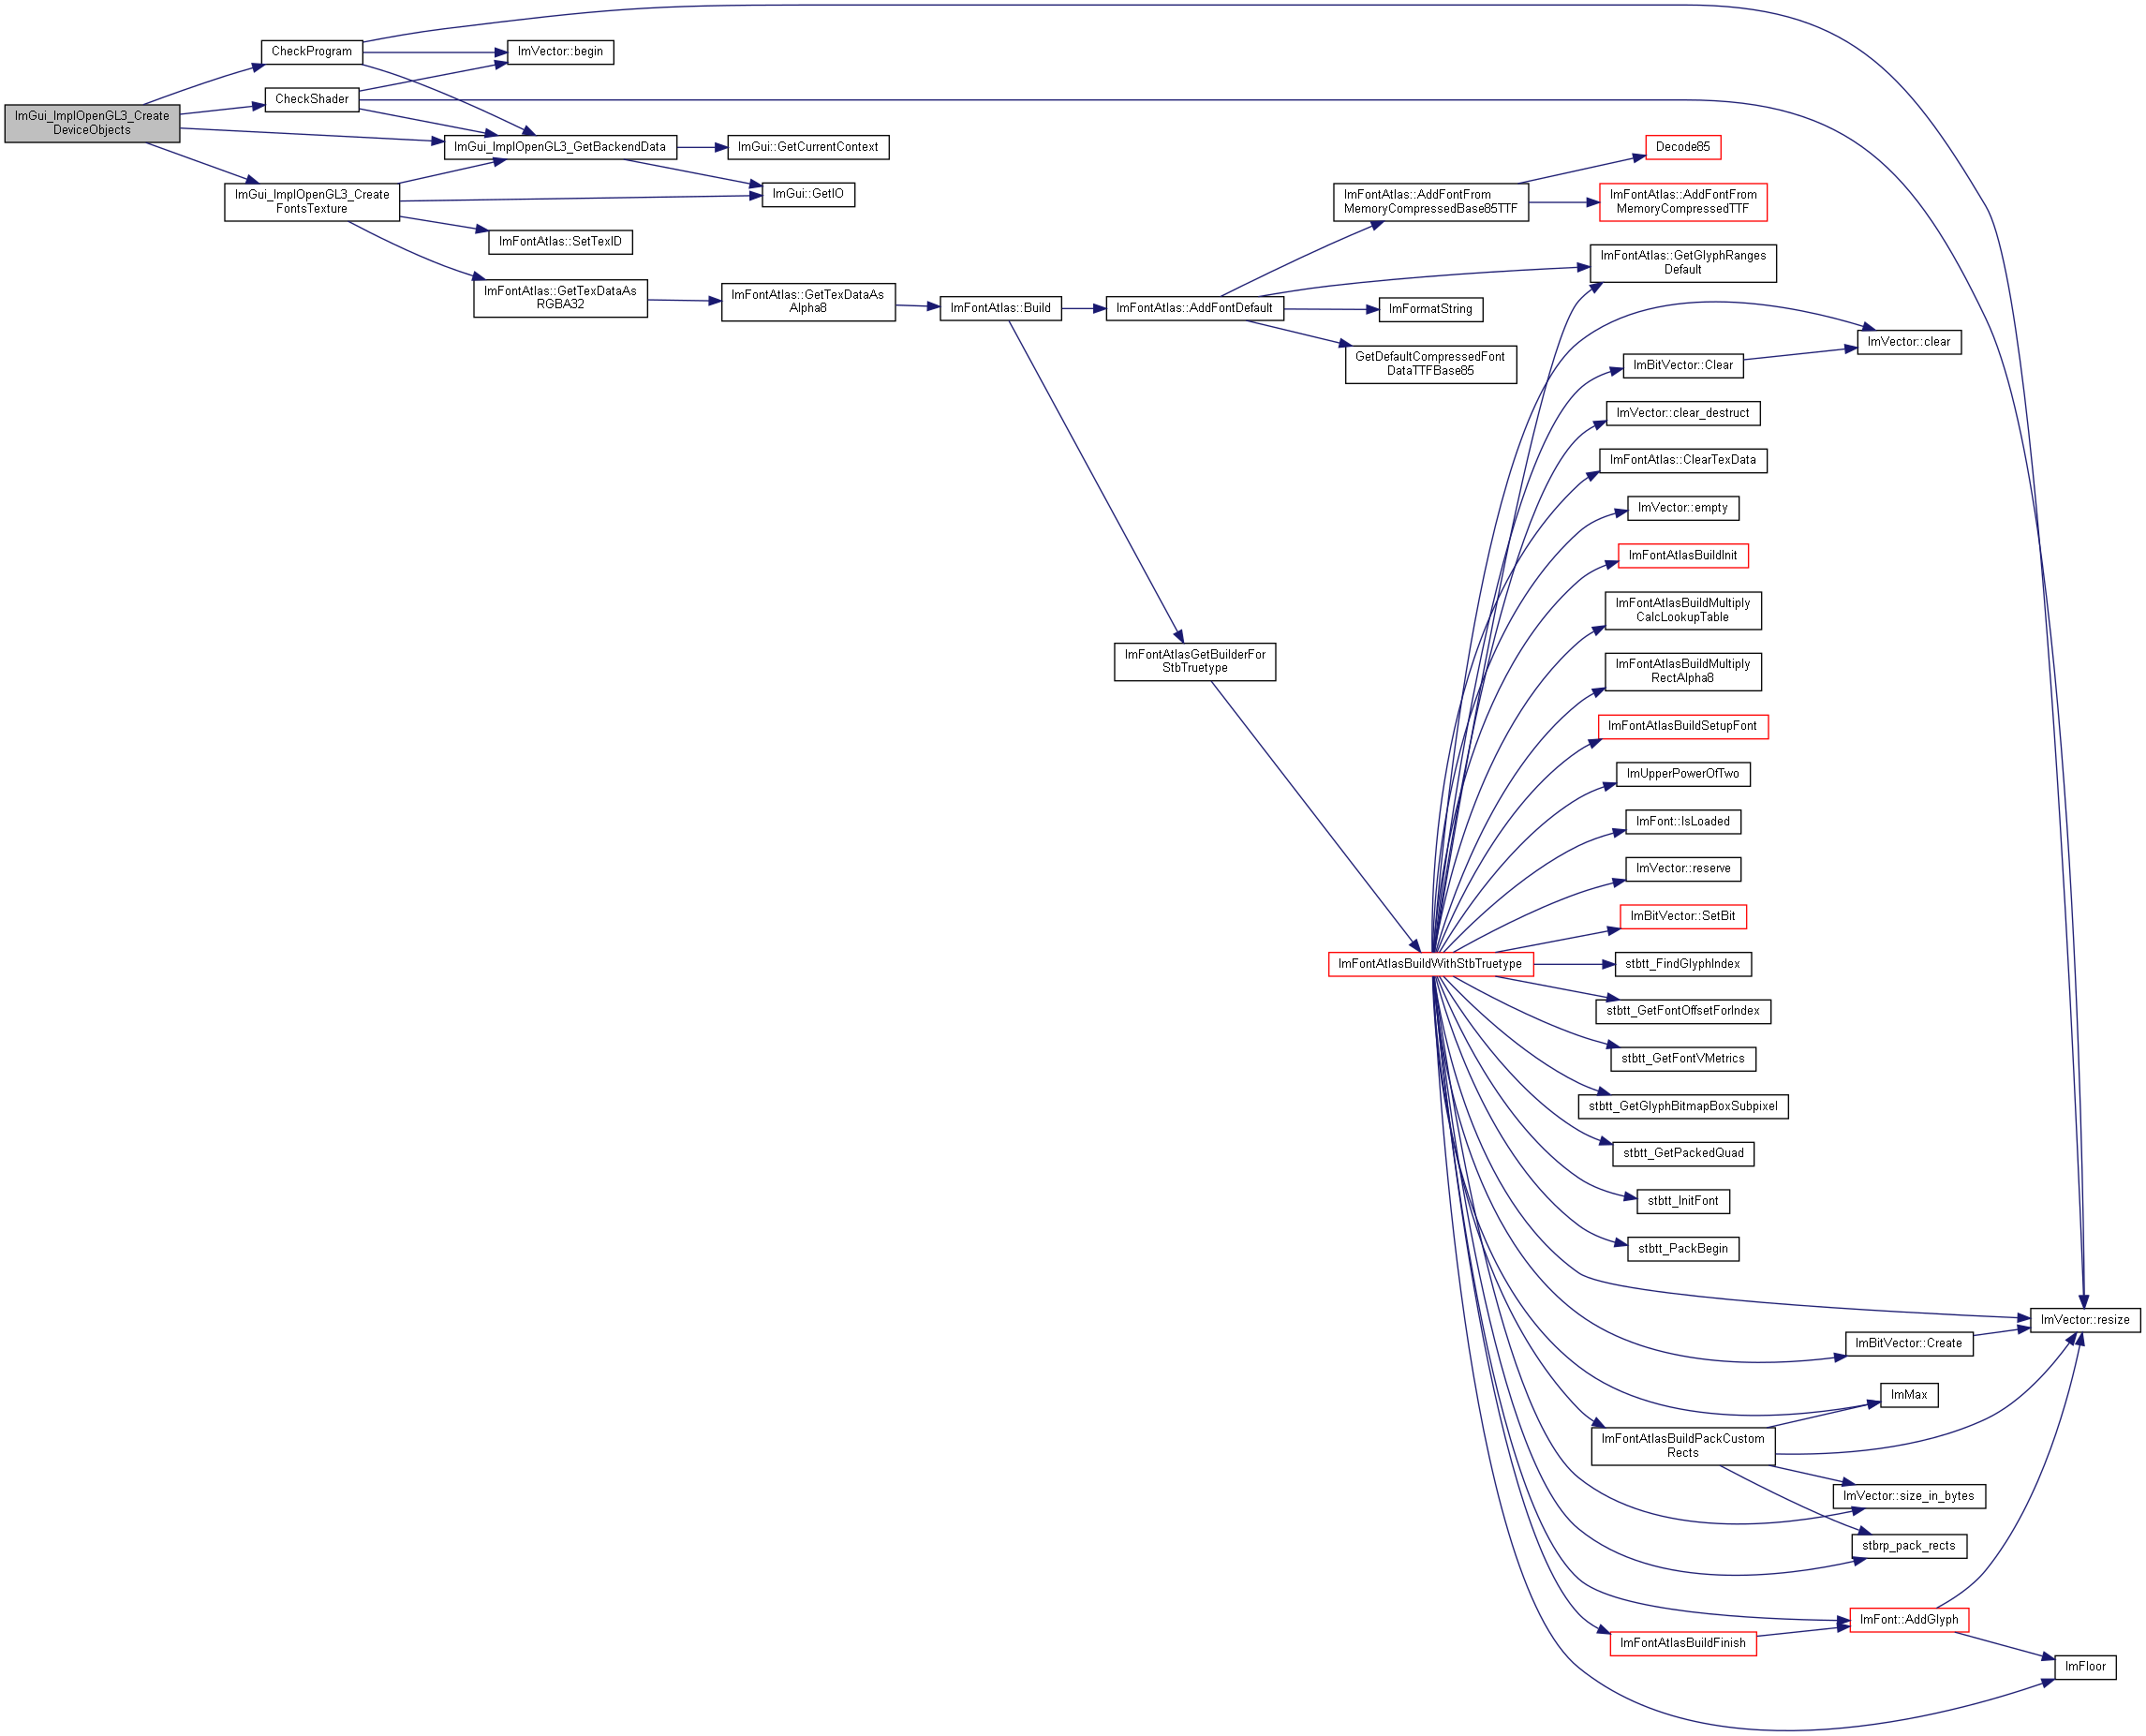 ImGui_ImplOpenGL3_Create
DeviceObjects
CheckProgram
CheckShader
ImGui_ImplOpenGL3_Create
FontsTexture
ImVector::begin
ImGui_ImplOpenGL3_GetBackendData
ImFontAtlas::SetTexID
ImFontAtlas::GetTexDataAs
RGBA32
ImGui::GetCurrentContext
ImGui::GetIO
ImFontAtlas::GetTexDataAs
Alpha8
ImFontAtlas::Build
ImFontAtlas::AddFontDefault
ImFontAtlasGetBuilderFor
StbTruetype
ImFontAtlas::AddFontFrom
MemoryCompressedBase85TTF
ImFormatString
GetDefaultCompressedFont
DataTTFBase85
ImFontAtlasBuildWithStbTruetype
Decode85
ImFontAtlas::AddFontFrom
MemoryCompressedTTF
ImFontAtlas::GetGlyphRanges
Default
ImVector::clear
ImBitVector::Clear
ImVector::clear_destruct
ImFontAtlas::ClearTexData
ImVector::empty
ImFontAtlasBuildInit
ImFontAtlasBuildMultiply
CalcLookupTable
ImFontAtlasBuildMultiply
RectAlpha8
ImFontAtlasBuildSetupFont
ImUpperPowerOfTwo
ImFont::IsLoaded
ImVector::reserve
ImBitVector::SetBit
stbtt_FindGlyphIndex
stbtt_GetFontOffsetForIndex
stbtt_GetFontVMetrics
stbtt_GetGlyphBitmapBoxSubpixel
stbtt_GetPackedQuad
stbtt_InitFont
stbtt_PackBegin
ImVector::resize
ImBitVector::Create
ImMax
ImFontAtlasBuildPackCustom
Rects
ImVector::size_in_bytes
stbrp_pack_rects
ImFont::AddGlyph
ImFontAtlasBuildFinish
ImFloor